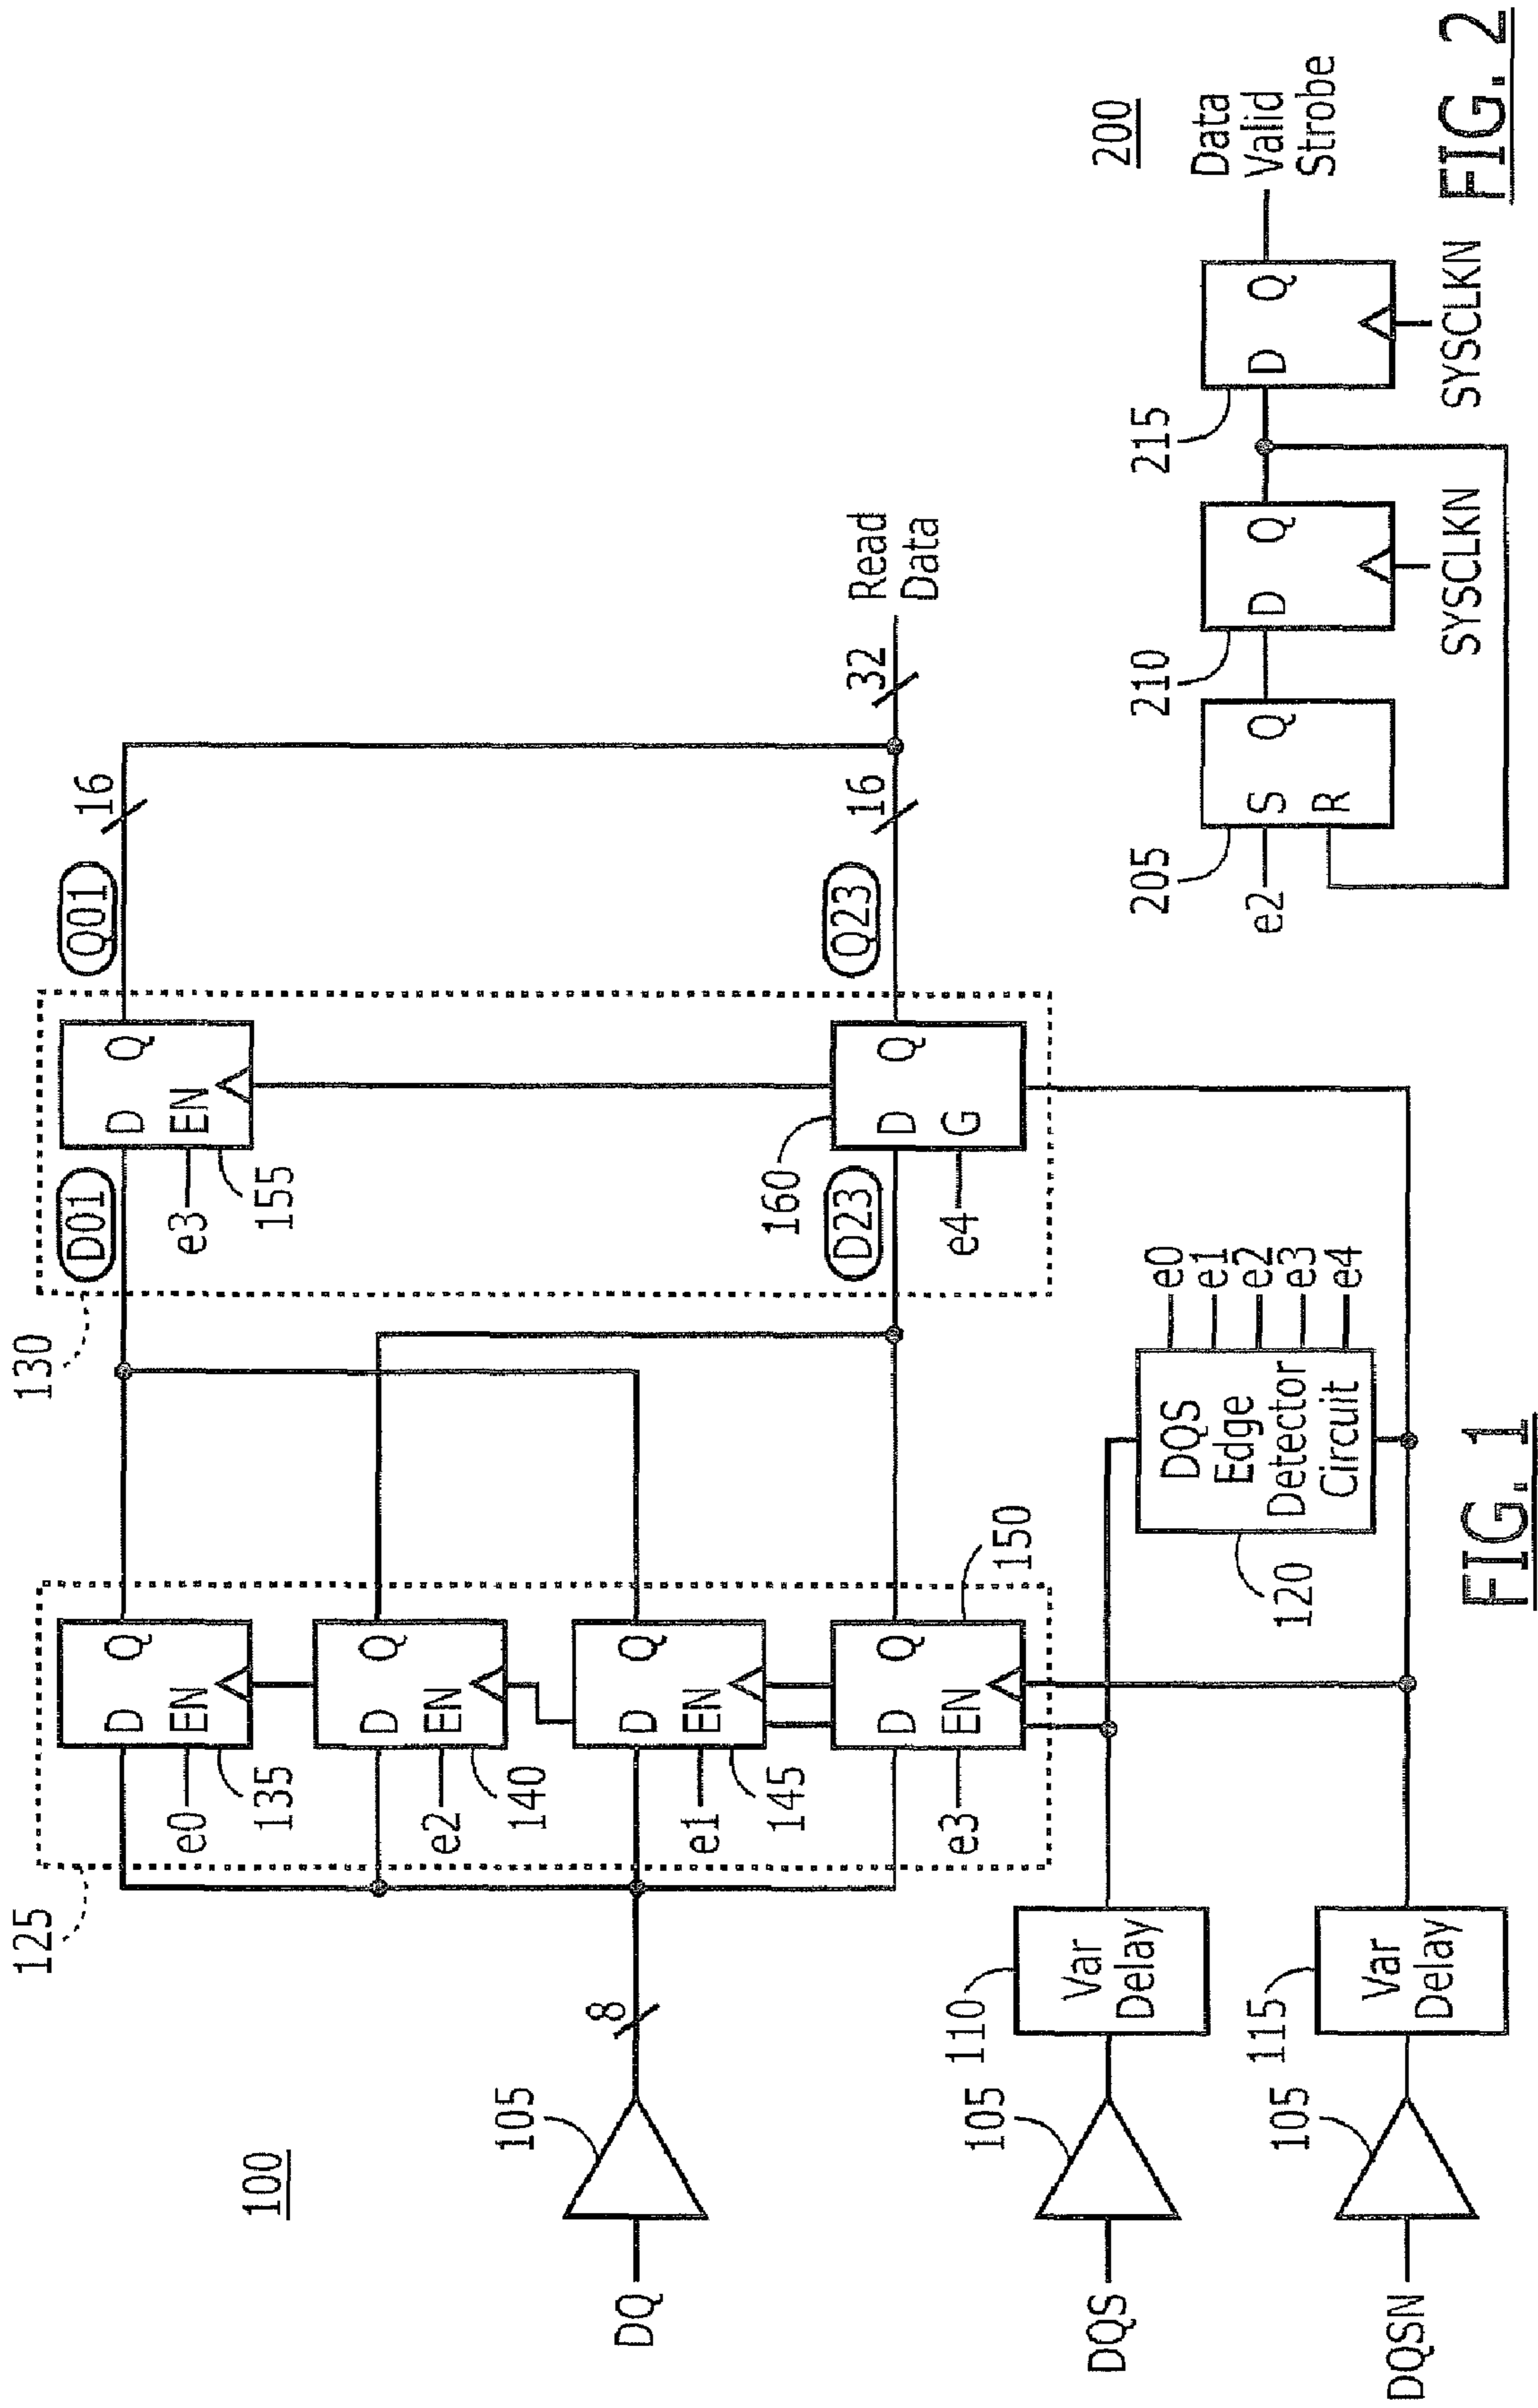 100
DQ
105
8
DQS
105
110
Var
Delay
DQSN
105
115
Var
Delay
125
D Q
EN
e0
135
D Q
EN
e2
140
D Q
EN
e1
145
D Q
EN
e3
150
DQS
Edge
Detector
Circuit
120
e0
e1
e2
e3
e4
130
D01
D Q
EN
e3
155
Q01
16
D23
160
D Q
G
e4
Q23
16
32
Read
Data
FIG. 1
200
e2
205
S Q
R
210
D Q
SYSCLKN
215
D Q
SYSCLKN
Data
Valid
Strobe
FIG. 2